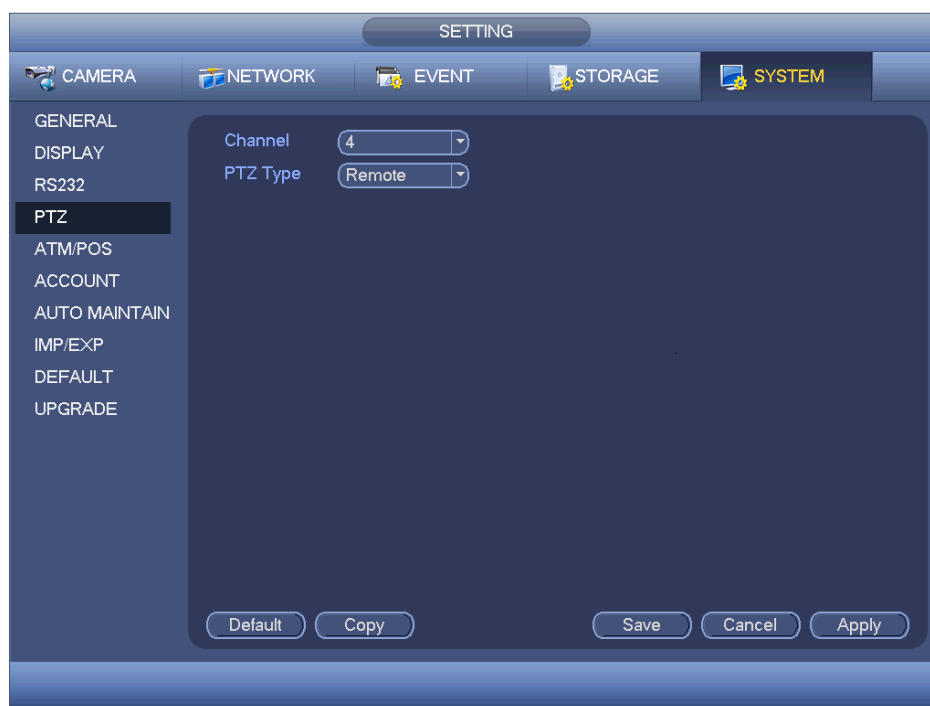 SETTING
CAMERA NETWORK EVENT STORAGE SYSTEM
GENERAL
DISPLAY
RS232
PTZ
ATM/POS
ACCOUNT
AUTO MAINTAIN
IMP/EXP
DEFAULT
UPGRADE
Channel 4
PTZ Type Remote
Default Copy Save Cancel Apply